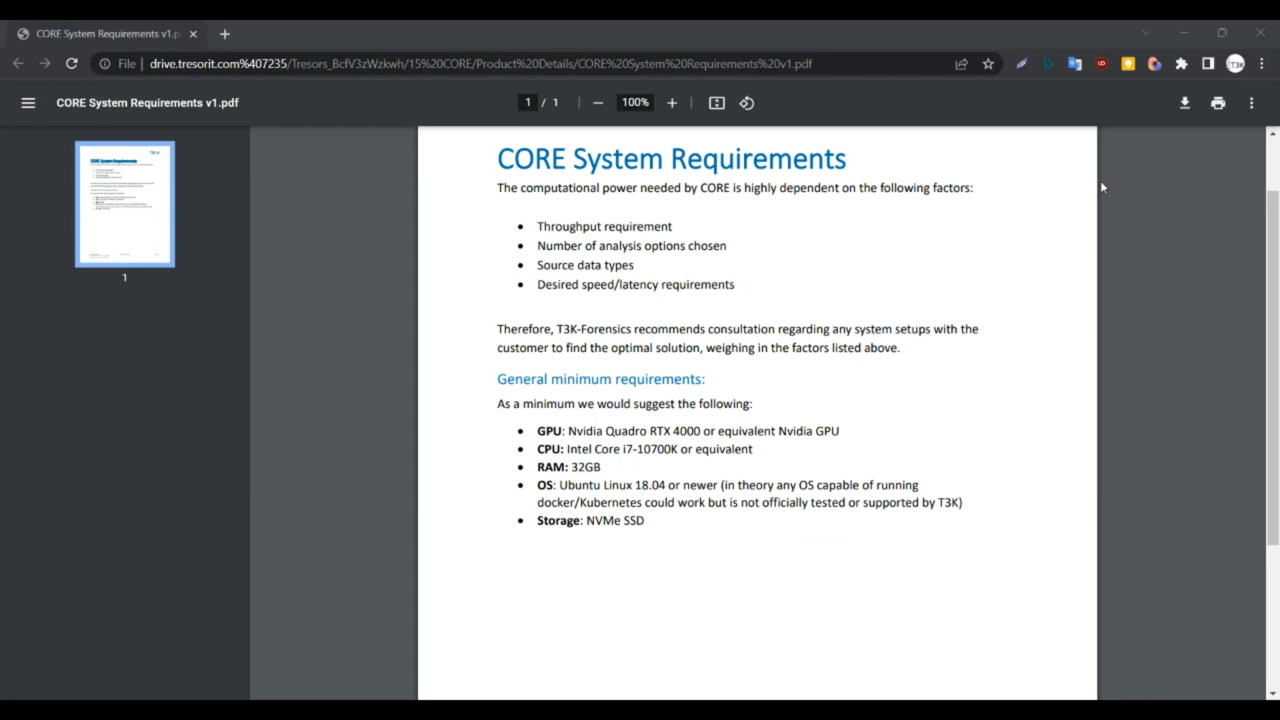 CORE System Requirements v1.p
File
drive.tresorit.com%407235/Tresors_BcfV3zWzkwh/15%20CORE/Product%20Details/CORE%20System%20Requirements%20v1.pdf
T3K
CORE System Requirements v1.pdf
1 / 1
100%
CORE System Requirements
1
CORE System Requirements
The computational power needed by CORE is highly dependent on the following factors:
• Throughput requirement
• Number of analysis options chosen
• Source data types
• Desired speed/latency requirements
Therefore, T3K-Forensics recommends consultation regarding any system setups with the
customer to find the optimal solution, weighing in the factors listed above.
General minimum requirements:
As a minimum we would suggest the following:
• GPU: Nvidia Quadro RTX 4000 or equivalent Nvidia GPU
• CPU: Intel Core i7-10700K or equivalent
• RAM: 32GB
• OS: Ubuntu Linux 18.04 or newer (in theory any OS capable of running
docker/Kubernetes could work but is not officially tested or supported by T3K)
• Storage: NVMe SSD